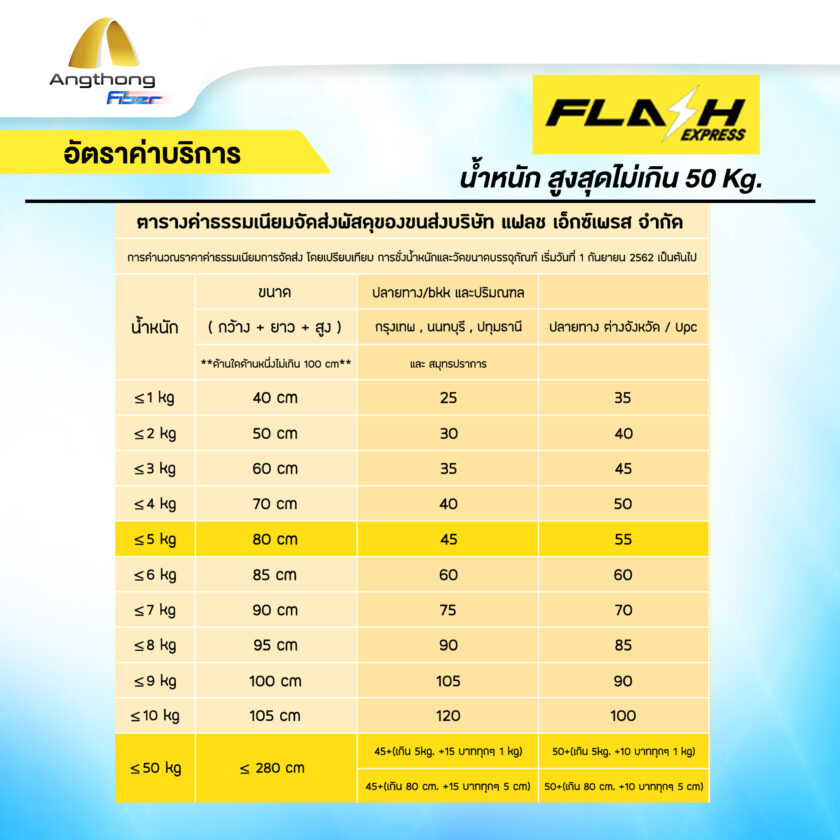 Angthong
Fiber
FLASH
EXPRESS
อัตราค่าบริการ
น้ำหนัก สูงสุดไม่เกิน 50 Kg.
ตารางค่าธรรมเนียมจัดส่งพัสดุของขนส่งบริษัท แฟลช เอ็กซ์เพรส จำกัด
การคำนวณราคาค่าธรรมเนียมการจัดส่ง โดยเปรียบเทียบ การชั่งน้ำหนักและวัดขนาดบรรจุภัณฑ์ เริ่มวันที่ 1 กันยายน 2562 เป็นต้นไป
ขนาด ปลายทาง/bkk และปริมณฑล
น้ำหนัก ( กว้าง + ยาว + สูง ) กรุงเทพ , นนทบุรี , ปทุมธานี ปลายทาง ต่างจังหวัด / Upc
**ด้านใดด้านหนึ่งไม่เกิน 100 cm** และ สมุทรปราการ
≤1 kg 40 cm 25 35
≤2 kg 50 cm 30 40
≤3 kg 60 cm 35 45
≤4 kg 70 cm 40 50
≤5 kg 80 cm 45 55
≤6 kg 85 cm 60 60
≤7 kg 90 cm 75 70
≤8 kg 95 cm 90 85
≤9 kg 100 cm 105 90
≤10 kg 105 cm 120 100
≤50 kg ≤ 280 cm 45+(เกิน 5kg. +15 บาททุกๆ 1 kg) 50+(เกิน 5kg. +10 บาททุกๆ 1 kg)
45+(เกิน 80 cm. +15 บาททุกๆ 5 cm) 50+(เกิน 80 cm. +10 บาททุกๆ 5 cm)